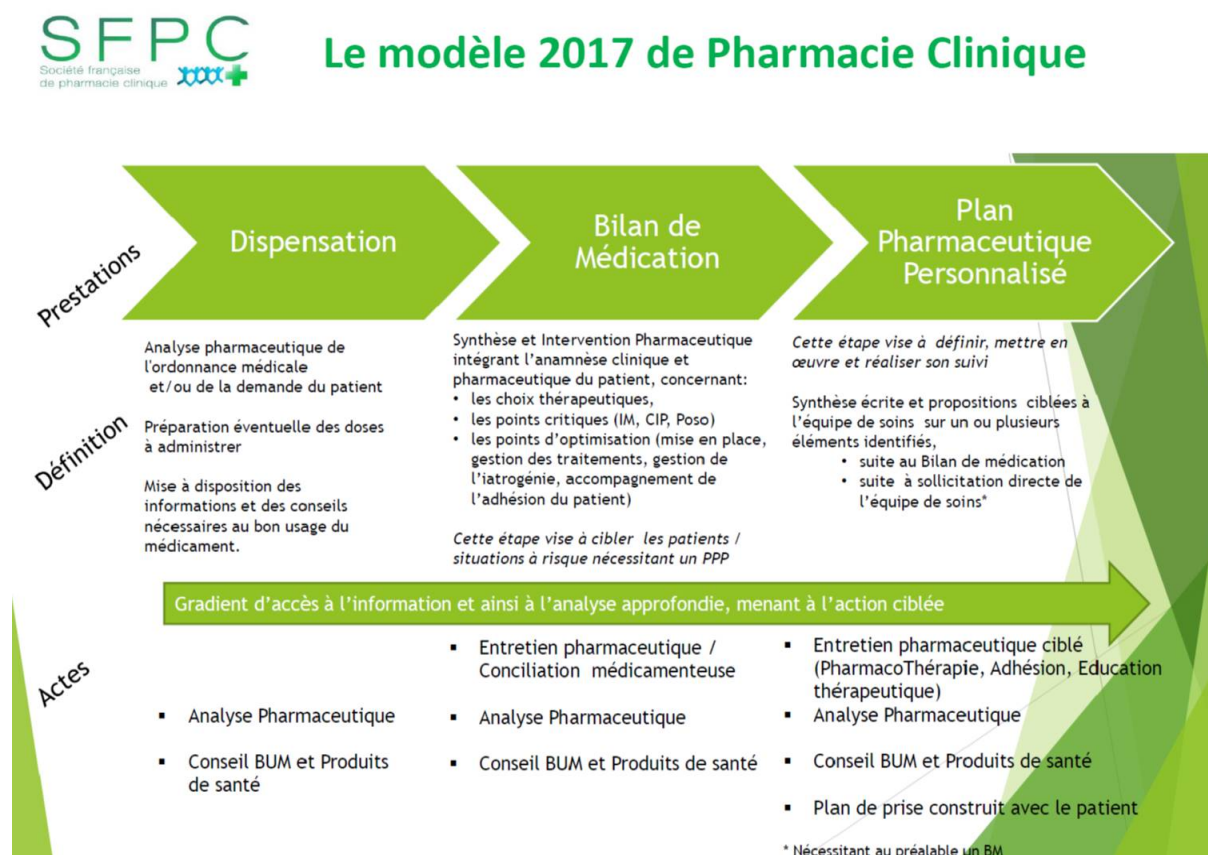 SFPC
Société française
de pharmacie clinique
Le modèle 2017 de Pharmacie Clinique
Prestations
Dispensation
Bilan de
Médication
Plan
Pharmaceutique
Personnalisé
Définition
Analyse pharmaceutique de
l'ordonnance médicale
et/ou de la demande du patient
Préparation éventuelle des doses
à administrer
Mise à disposition des
informations et des conseils
nécessaires au bon usage du
médicament.
Synthèse et Intervention Pharmaceutique
intégrant l'anamnèse clinique et
pharmaceutique du patient, concernant:
• les choix thérapeutiques,
• les points critiques (IM, CIP, Poso)
• les points d'optimisation (mise en place,
gestion des traitements, gestion de
l'iatrogénie, accompagnement de
l'adhésion du patient)
Cette étape vise à cibler les patients /
situations à risque nécessitant un PPP
Cette étape vise à définir, mettre en
œuvre et réaliser son suivi
Synthèse écrite et propositions ciblées à
l'équipe de soins sur un ou plusieurs
éléments identifiés,
• suite au Bilan de médication
• suite à sollicitation directe de
l'équipe de soins*
Gradient d'accès à l'information et ainsi à l'analyse approfondie, menant à l'action ciblée
Actes
▪ Analyse Pharmaceutique
▪ Conseil BUM et Produits
de santé
▪ Entretien pharmaceutique /
Conciliation médicamenteuse
▪ Analyse Pharmaceutique
▪ Conseil BUM et Produits de santé
▪ Entretien pharmaceutique ciblé
(PharmacoThérapie, Adhésion, Education
thérapeutique)
▪ Analyse Pharmaceutique
▪ Conseil BUM et Produits de santé
▪ Plan de prise construit avec le patient
* Nécessitant au préalable un BM